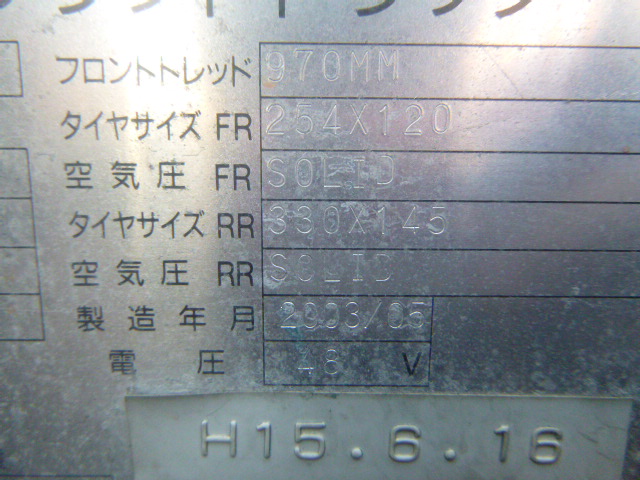 フロントトレッド 970MM
タイヤサイズ FR 254X120
空気圧 FR SOLID
タイヤサイズ RR 330X145
空気圧 RR SOLID
製造年月 2003/05
電圧 48 V
H15.6.16